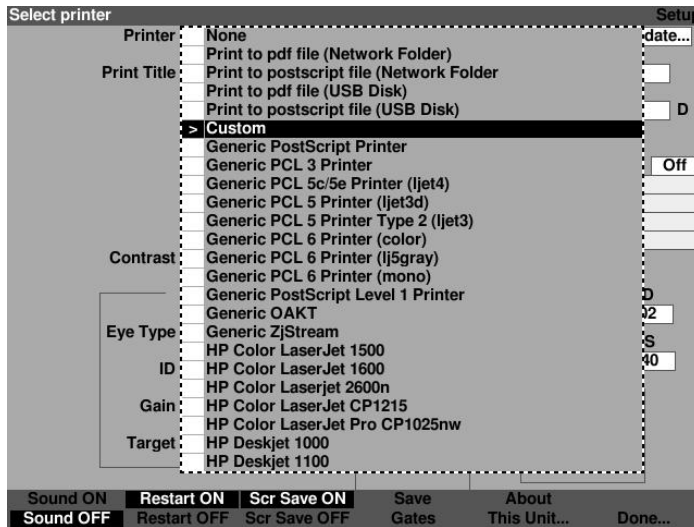 Select printer Setup
Printer None date...
Print to pdf file (Network Folder)
Print Title Print to postscript file (Network Folder
Print to pdf file (USB Disk)
Print to postscript file (USB Disk) D
> Custom
Generic PostScript Printer
Generic PCL 3 Printer Off
Generic PCL 5c/5e Printer (ljet4)
Generic PCL 5 Printer (ljet3d)
Generic PCL 5 Printer Type 2 (ljet3)
Generic PCL 6 Printer (color)
Contrast Generic PCL 6 Printer (lj5gray)
Generic PCL 6 Printer (mono)
Generic PostScript Level 1 Printer D
Generic OAKT 02
Eye Type Generic ZjStream S
HP Color LaserJet 1500 40
ID HP Color LaserJet 1600
HP Color Laserjet 2600n
Gain HP Color LaserJet CP1215
HP Color LaserJet Pro CP1025nw
Target HP Deskjet 1000
HP Deskjet 1100
Sound ON Restart ON Scr Save ON Save About
Sound OFF Restart OFF Scr Save OFF Gates This Unit... Done...